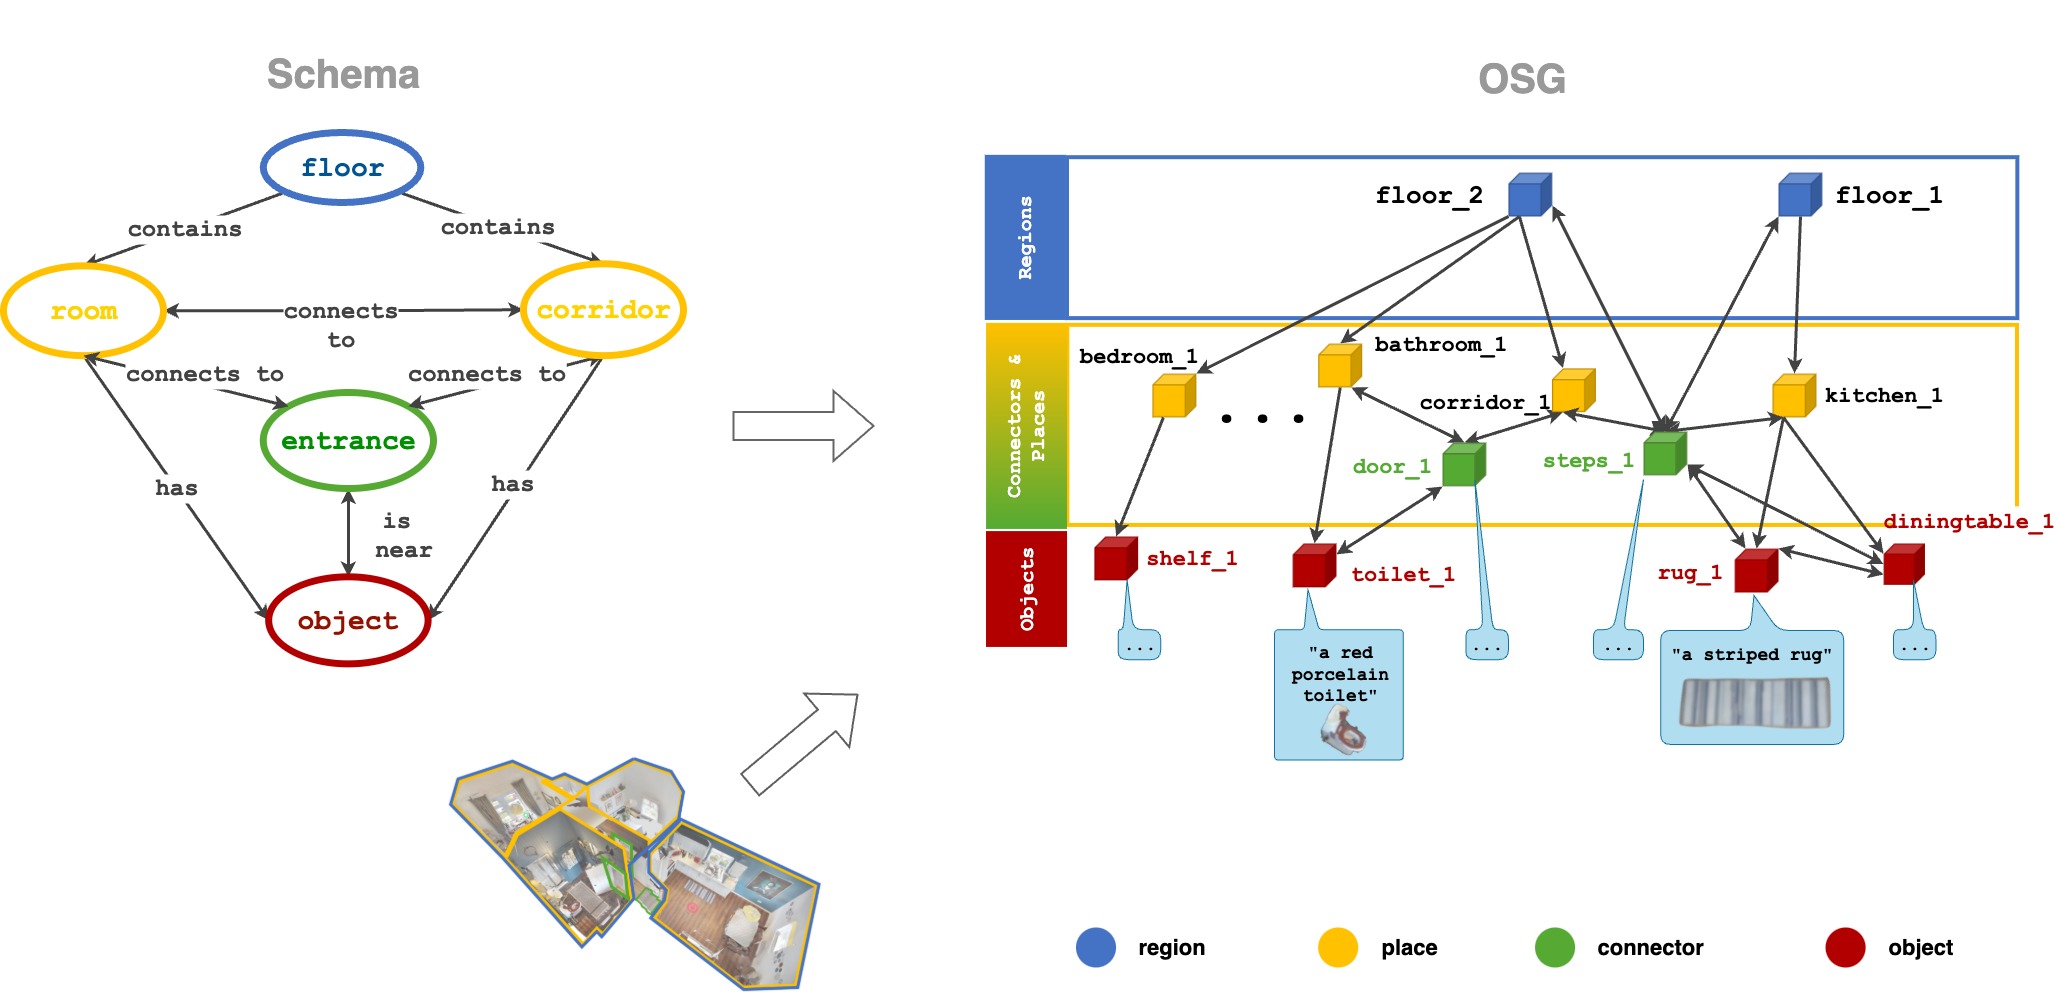 Schema
floor
contains
contains
room
connects
to
corridor
connects to
connects to
entrance
has
has
is
near
object
OSG
Regions
floor_2
floor_1
Connectors &
Places
bedroom_1
bathroom_1
corridor_1
kitchen_1
door_1
steps_1
Objects
diningtable_1
shelf_1
toilet_1
rug_1
...
"a red
porcelain
toilet"
...
...
"a striped rug"
...
region
place
connector
object